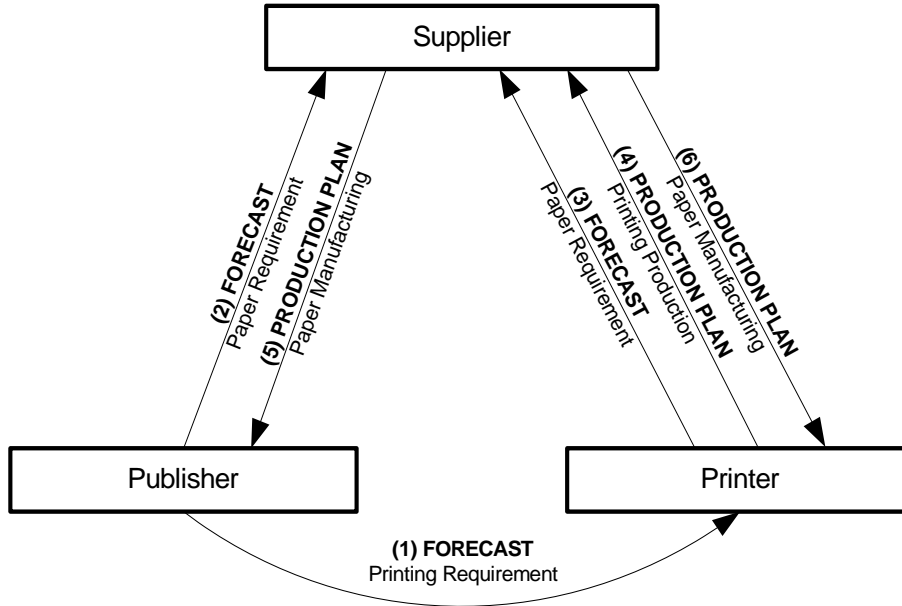 Supplier
(2) FORECAST
Paper Requirement
(5) PRODUCTION PLAN
Paper Manufacturing
(3) FORECAST
Paper Requirement
(4) PRODUCTION PLAN
Printing Production
(6) PRODUCTION PLAN
Paper Manufacturing
Publisher
Printer
(1) FORECAST
Printing Requirement